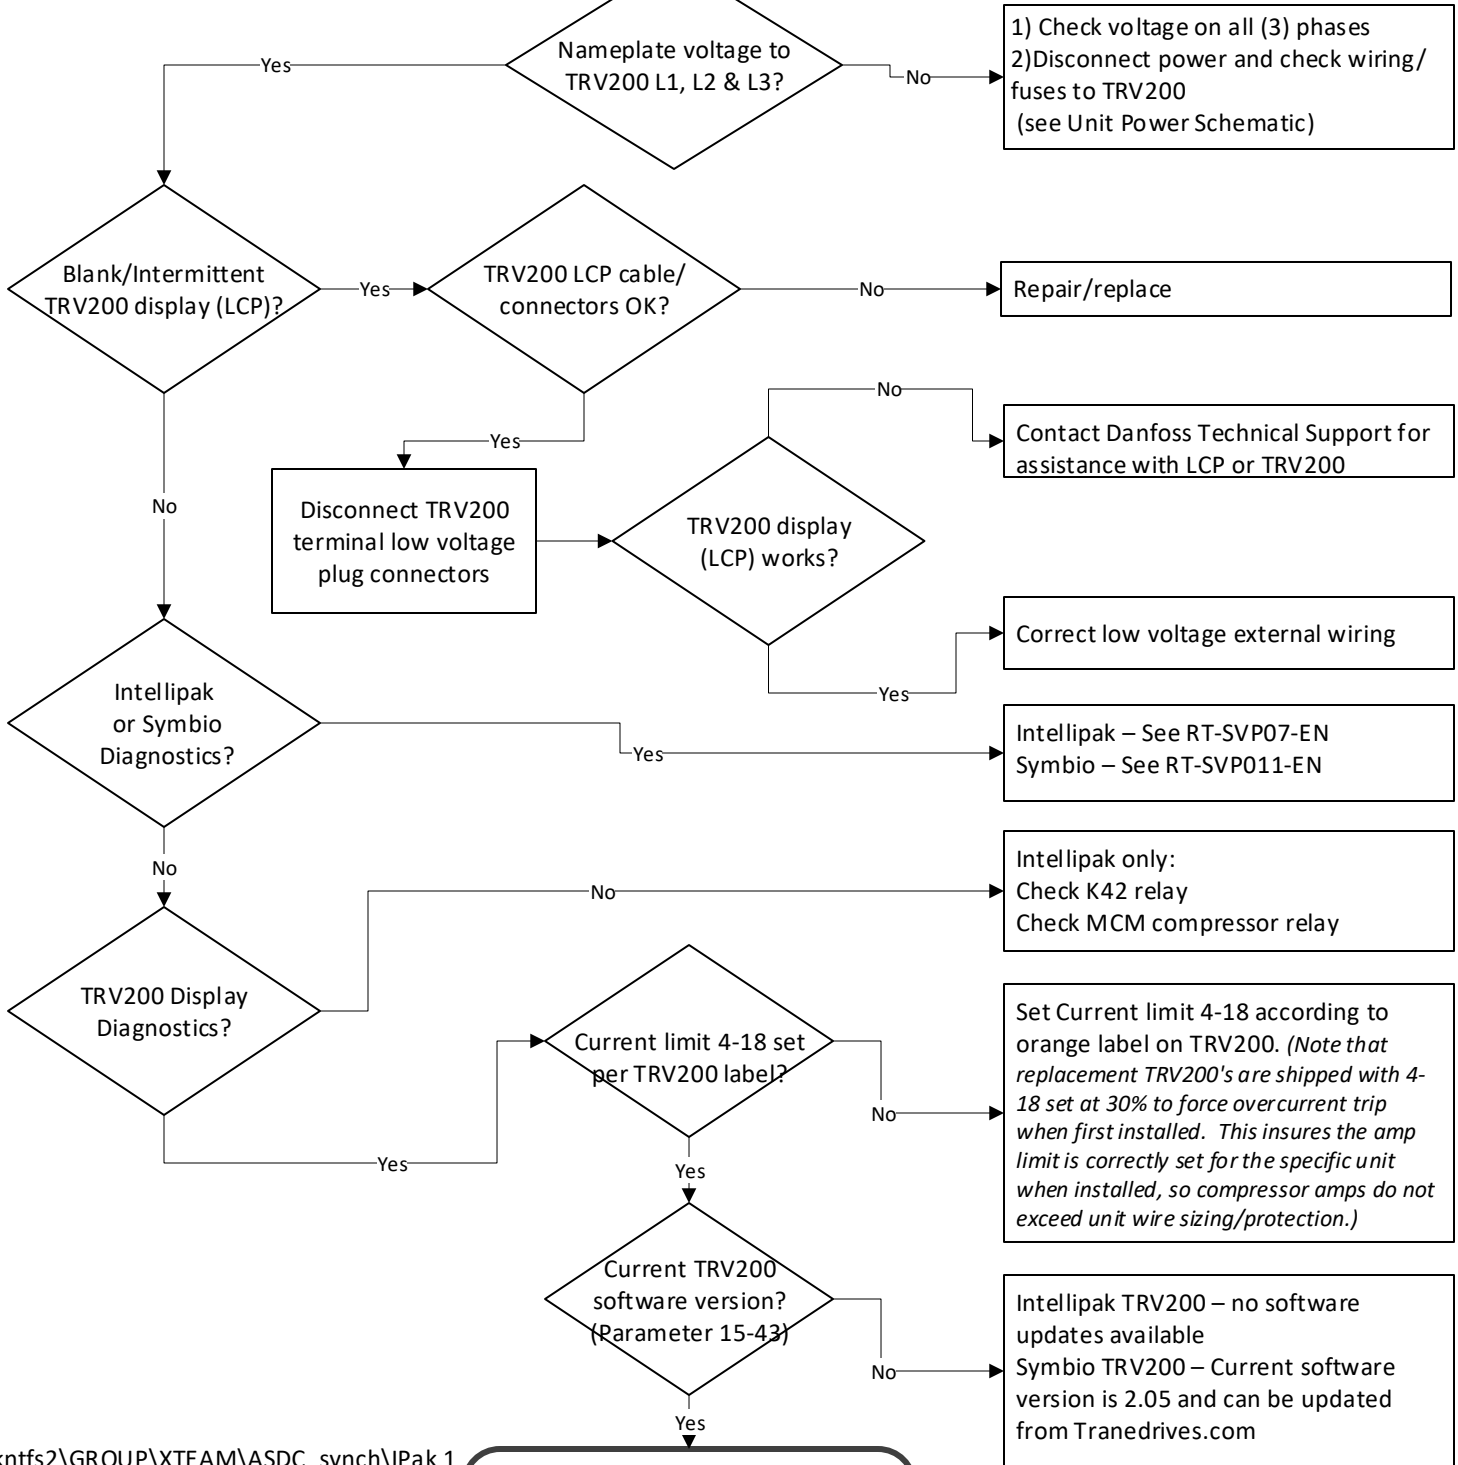 Nameplate voltage to
TRV200 L1, L2 & L3?
Yes
No
1) Check voltage on all (3) phases
2)Disconnect power and check wiring/
fuses to TRV200
(see Unit Power Schematic)
Blank/Intermittent
TRV200 display (LCP)?
Yes
TRV200 LCP cable/
connectors OK?
No
Repair/replace
No
Yes
Disconnect TRV200
terminal low voltage
plug connectors
TRV200 display
(LCP) works?
No
Contact Danfoss Technical Support for
assistance with LCP or TRV200
Yes
Correct low voltage external wiring
Intellipak
or Symbio
Diagnostics?
Yes
Intellipak – See RT-SVP07-EN
Symbio – See RT-SVP011-EN
No
TRV200 Display
Diagnostics?
No
Intellipak only:
Check K42 relay
Check MCM compressor relay
Yes
Current limit 4-18 set
per TRV200 label?
No
Set Current limit 4-18 according to
orange label on TRV200. (Note that
replacement TRV200's are shipped with 4-
18 set at 30% to force overcurrent trip
when first installed. This insures the amp
limit is correctly set for the specific unit
when installed, so compressor amps do not
exceed unit wire sizing/protection.)
Yes
Current TRV200
software version?
(Parameter 15-43)
No
Intellipak TRV200 – no software
updates available
Symbio TRV200 – Current software
version is 2.05 and can be updated
from Tranedrives.com
Yes
ntfs2\GROUP\XTEAM\ASDC_synch\IPak 1